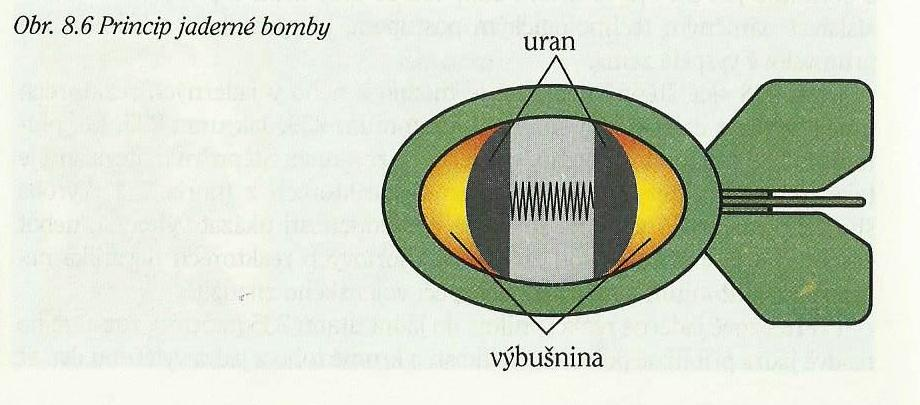 Obr. 8.6 Princip jaderné bomby
uran
výbušnina